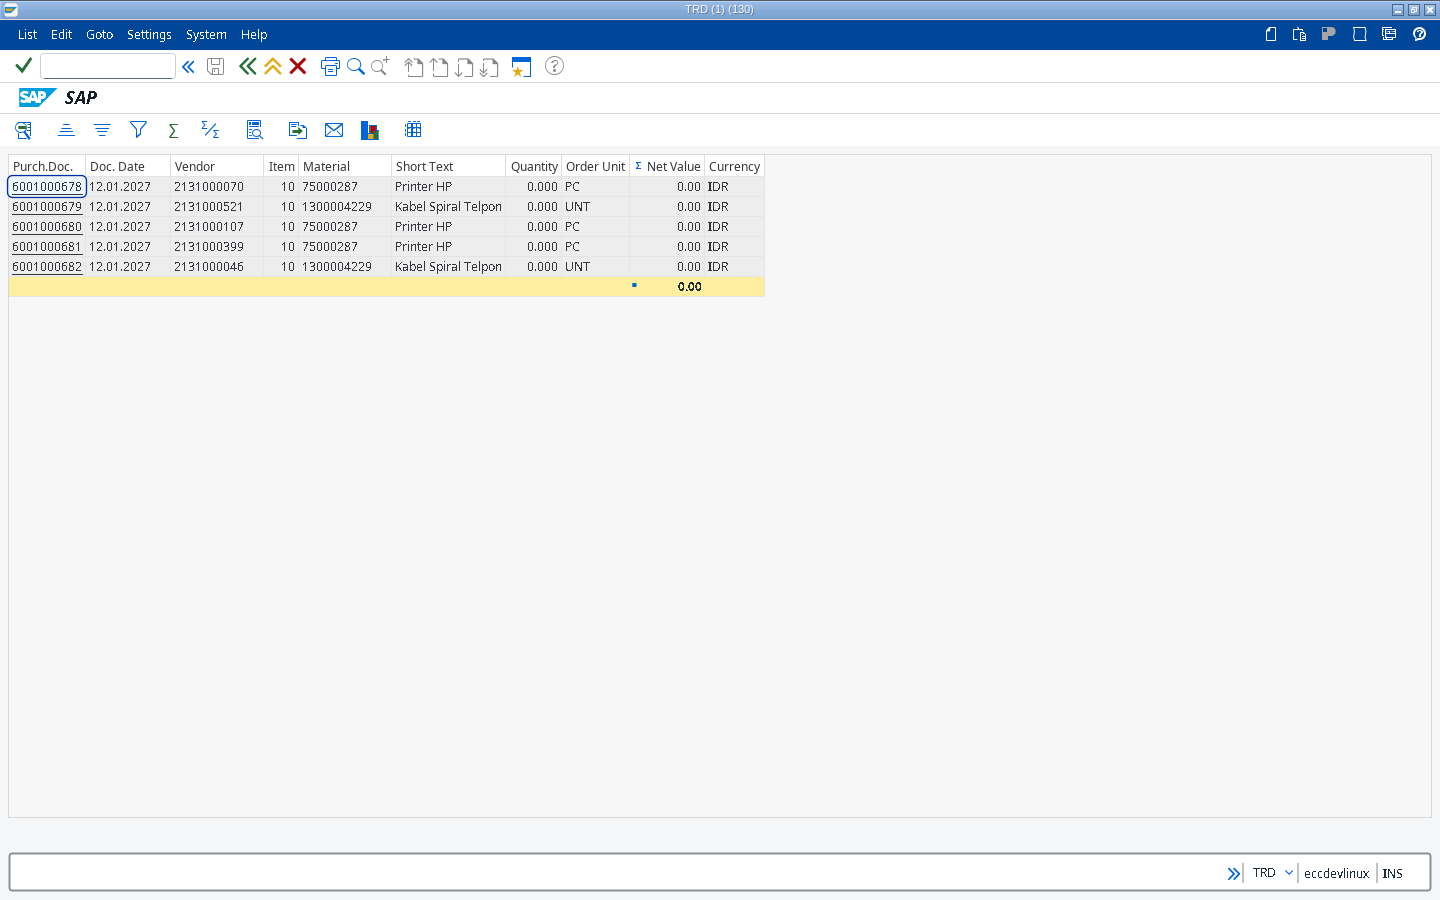 TRD (1) (130)
List Edit Goto Settings System Help
SAP SAP
Purch.Doc. Doc. Date Vendor Item Material Short Text Quantity Order Unit Σ Net Value Currency
6001000678 12.01.2027 2131000070 10 75000287 Printer HP 0.000 PC 0.00 IDR
6001000679 12.01.2027 2131000521 10 1300004229 Kabel Spiral Telpon 0.000 UNT 0.00 IDR
6001000680 12.01.2027 2131000107 10 75000287 Printer HP 0.000 PC 0.00 IDR
6001000681 12.01.2027 2131000399 10 75000287 Printer HP 0.000 PC 0.00 IDR
6001000682 12.01.2027 2131000046 10 1300004229 Kabel Spiral Telpon 0.000 UNT 0.00 IDR
0.00
TRD eccdevlinux INS